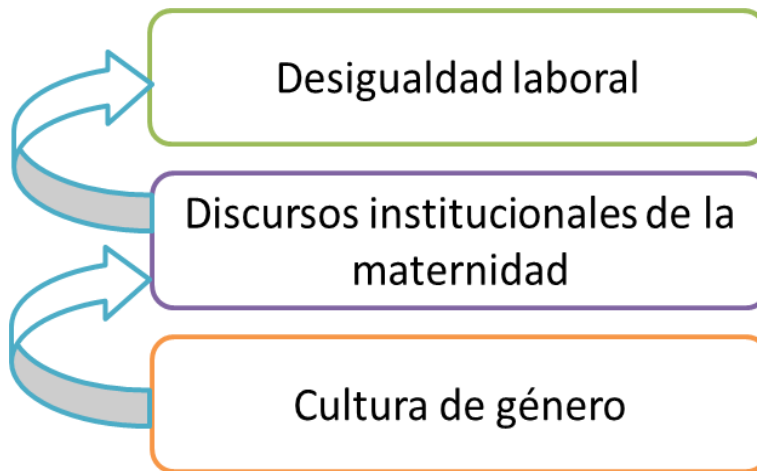 Desigualdad laboral
Discursos institucionales de la
maternidad
Cultura de género